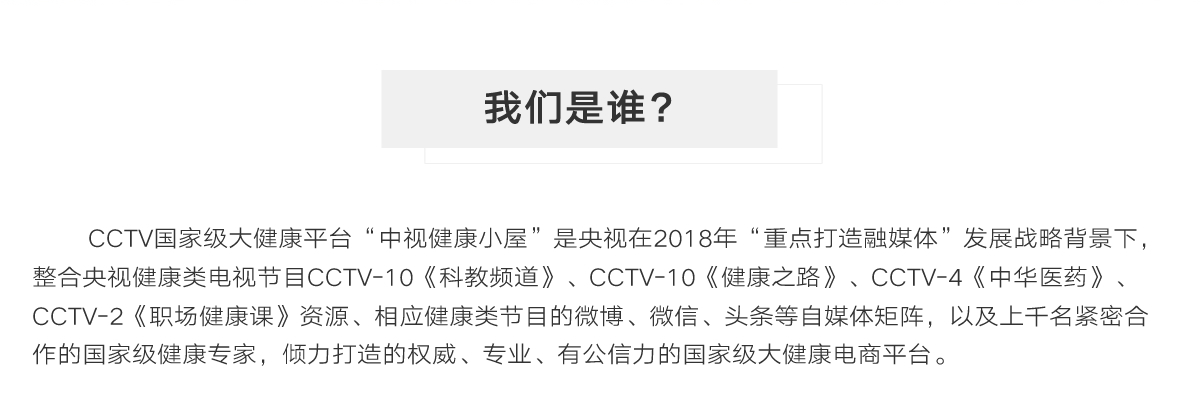 我们是谁？
CCTV国家级大健康平台“中视健康小屋”是央视在2018年“重点打造融媒体”发展战略背景下，
整合央视健康类电视节目CCTV-10《科教频道》、CCTV-10《健康之路》、CCTV-4《中华医药》、
CCTV-2《职场健康课》资源、相应健康类节目的微博、微信、头条等自媒体矩阵，以及上千名紧密合
作的国家级健康专家，倾力打造的权威、专业、有公信力的国家级大健康电商平台。